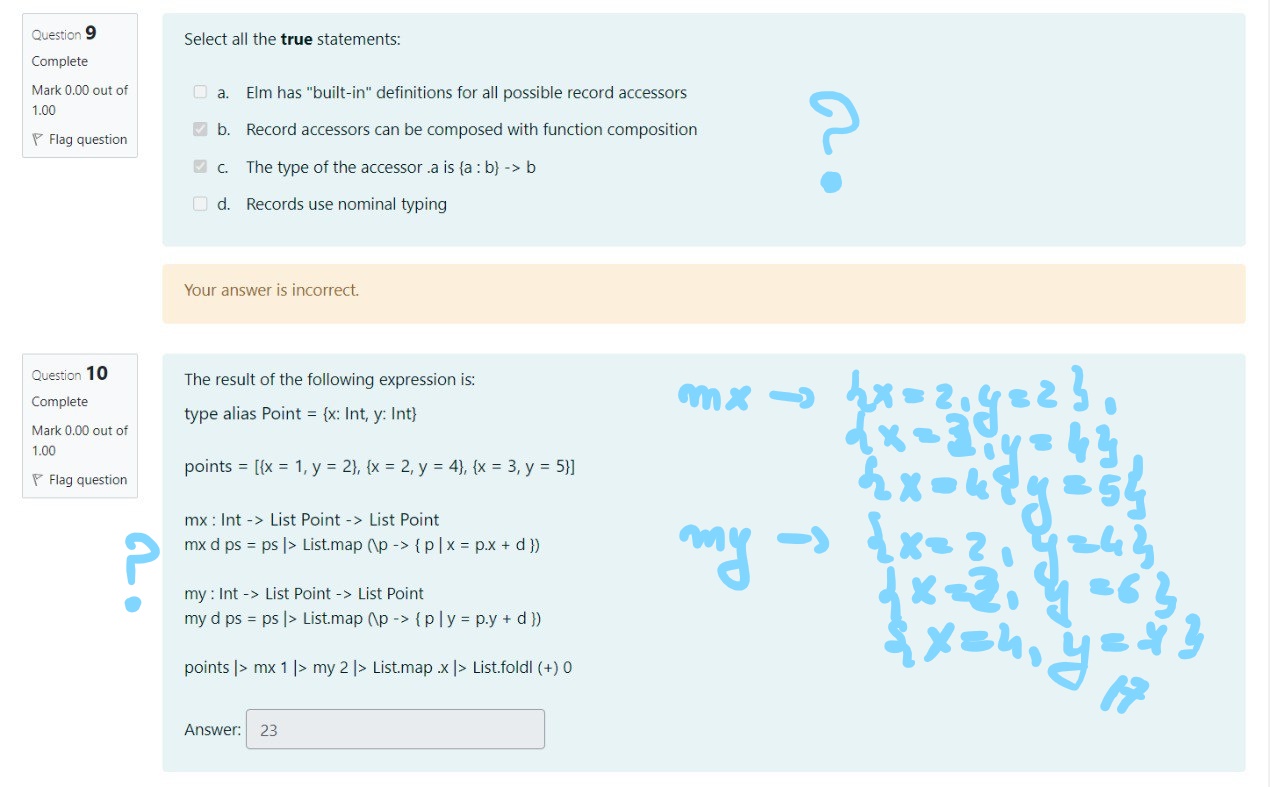 Question 9
Complete
Mark 0.00 out of
1.00
Flag question
Select all the true statements:
a. Elm has "built-in" definitions for all possible record accessors
b. Record accessors can be composed with function composition
c. The type of the accessor .a is {a : b} -> b
d. Records use nominal typing
?
Your answer is incorrect.
Question 10
Complete
Mark 0.00 out of
1.00
Flag question
?
The result of the following expression is:
type alias Point = {x: Int, y: Int}
points = [{x = 1, y = 2}, {x = 2, y = 4}, {x = 3, y = 5}]
mx : Int -> List Point -> List Point
mx d ps = ps |> List.map (\p -> { p | x = p.x + d })
my : Int -> List Point -> List Point
my d ps = ps |> List.map (\p -> { p | y = p.y + d })
points |> mx 1 |> my 2 |> List.map .x |> List.foldl (+) 0
Answer: 23
mx → {x = 2, y = 2},
{x = 3, y = 4}
{x = 4, y = 5}
my → {x = 2, y = 4}
{x = 3, y = 6}
{x = 4, y = 7}
17